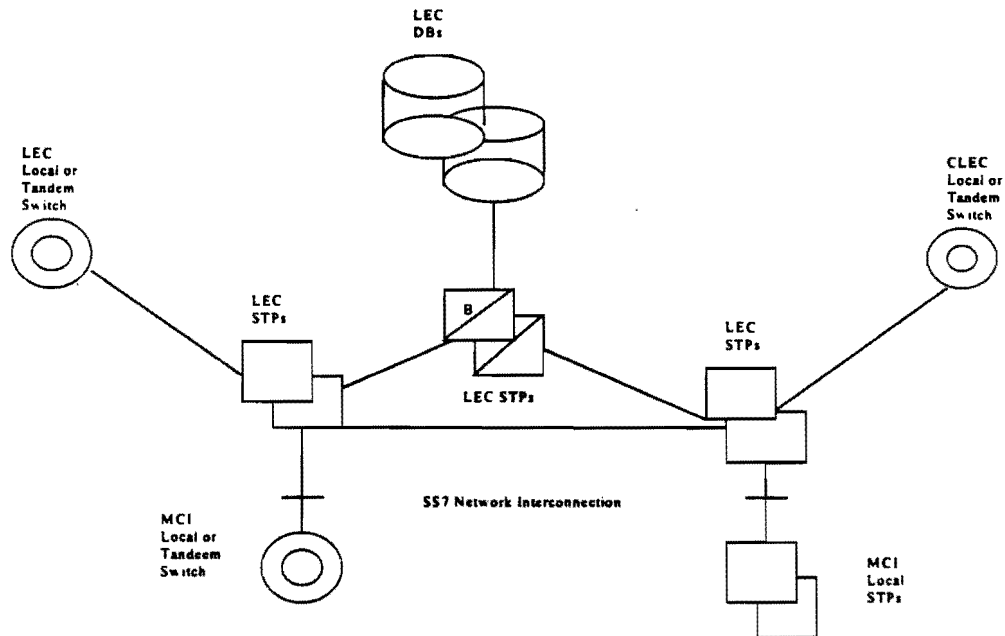 LEC
DBs
LEC
Local or
Tandem
Switch
CLEC
Local or
Tandem
Switch
LEC
STPs
B
LEC
STPs
LEC STPs
SS7 Network Interconnection
MCI
Local or
Tandeem
Switch
MCI
Local
STPs